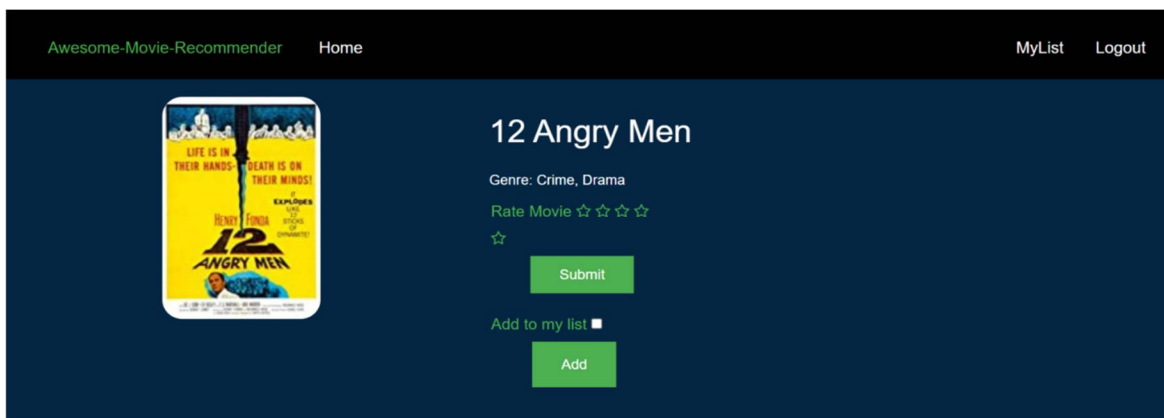 Awesome-Movie-Recommender Home MyList Logout
LIFE IS IN
THEIR HANDS- DEATH IS ON
THEIR MINDS!
IT
EXPLODES
LIKE
12
STICKS
OF
DYNAMITE!
HENRY FONDA
12
ANGRY MEN
12 Angry Men
Genre: Crime, Drama
Rate Movie
Submit
Add to my list
Add